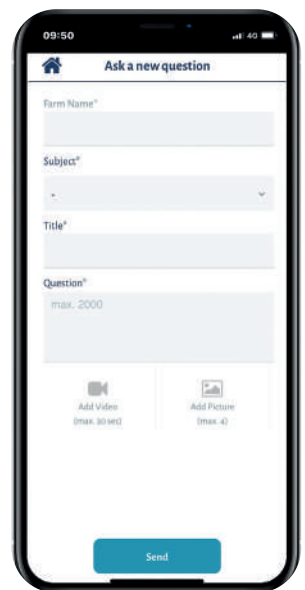 09:50
4G
Ask a new question
Farm Name*
Subject*
-
Title*
Question*
max. 2000
Add Video
(max. 20 sec)
Add Picture
(max. 4)
Send